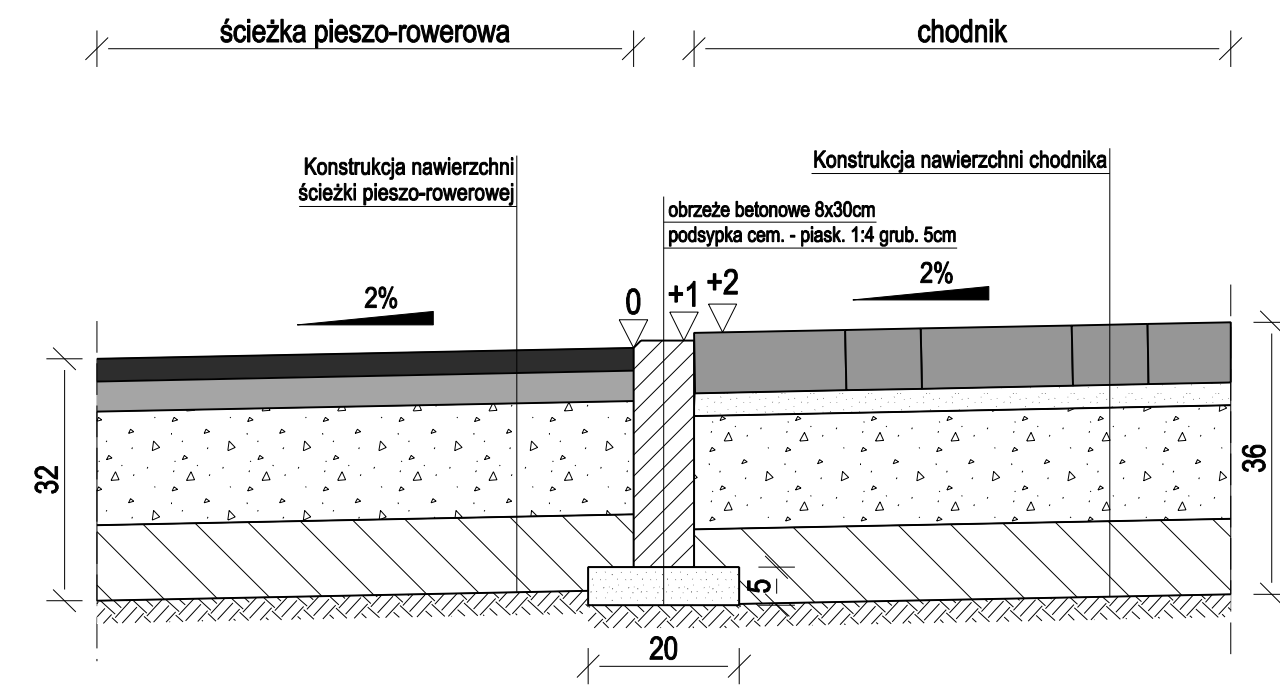 ścieżka pieszo-rowerowa
chodnik
Konstrukcja nawierzchni
ścieżki pieszo-rowerowej
Konstrukcja nawierzchni chodnika
obrzeże betonowe 8x30cm
podsypka cem. - piask. 1:4 grub. 5cm
2%
2%
0
+1
+2
32
36
5
20